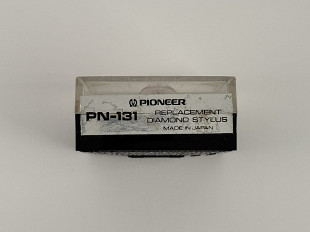 PIONEER
PN-131 REPLACEMENT
DIAMOND STYLUS
MADE IN JAPAN